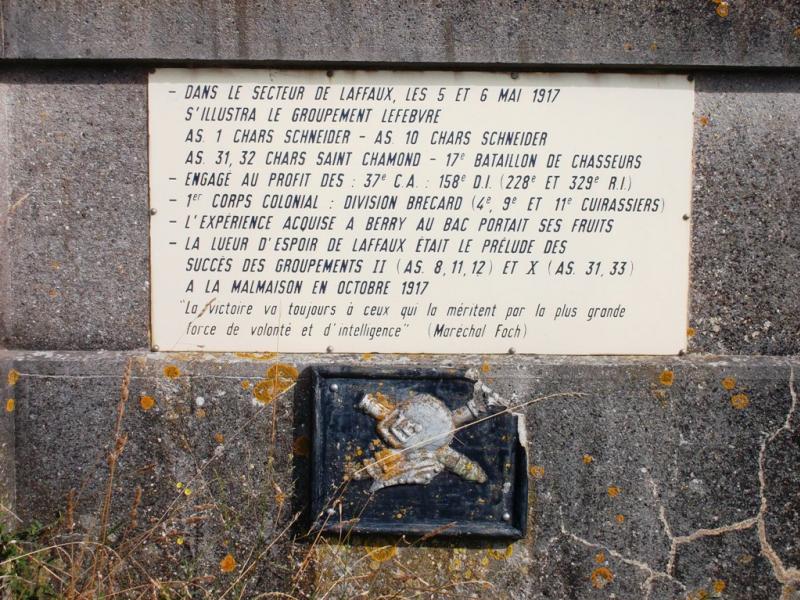 - DANS LE SECTEUR DE LAFFAUX, LES 5 ET 6 MAI 1917
S'ILLUSTRA LE GROUPEMENT LEFEBVRE
AS. 1 CHARS SCHNEIDER - AS. 10 CHARS SCHNEIDER
AS. 31, 32 CHARS SAINT CHAMOND - 17e BATAILLON DE CHASSEURS
- ENGAGÉ AU PROFIT DES : 37e C.A. : 158e D.I. (228e ET 329e R.I.)
- 1er CORPS COLONIAL : DIVISION BRECARD (4e, 9e ET 11e CUIRASSIERS)
- L'EXPÉRIENCE ACQUISE A BERRY AU BAC PORTAIT SES FRUITS
- LA LUEUR D'ESPOIR DE LAFFAUX ÉTAIT LE PRÉLUDE DES
SUCCÈS DES GROUPEMENTS II (AS. 8, 11, 12) ET X (AS. 31, 33)
A LA MALMAISON EN OCTOBRE 1917
"La victoire va toujours à ceux qui la méritent par la plus grande
force de volonté et d'intelligence" (Maréchal Foch)